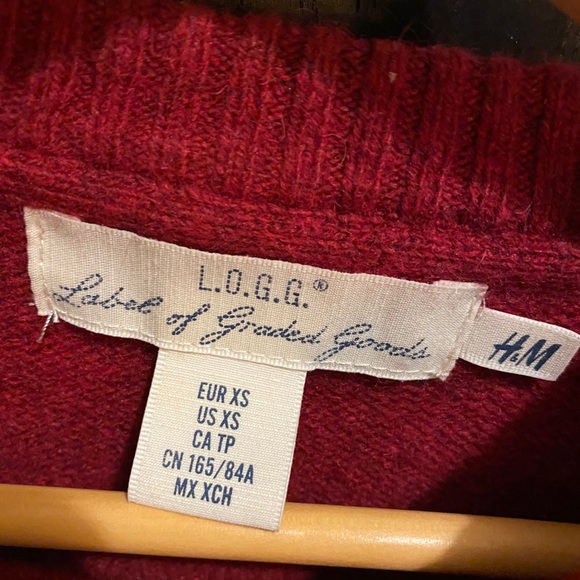 L.O.G.G.®
Label of Graded Goods
H&M
EUR XS
US XS
CA TP
CN 165/84A
MX XCH